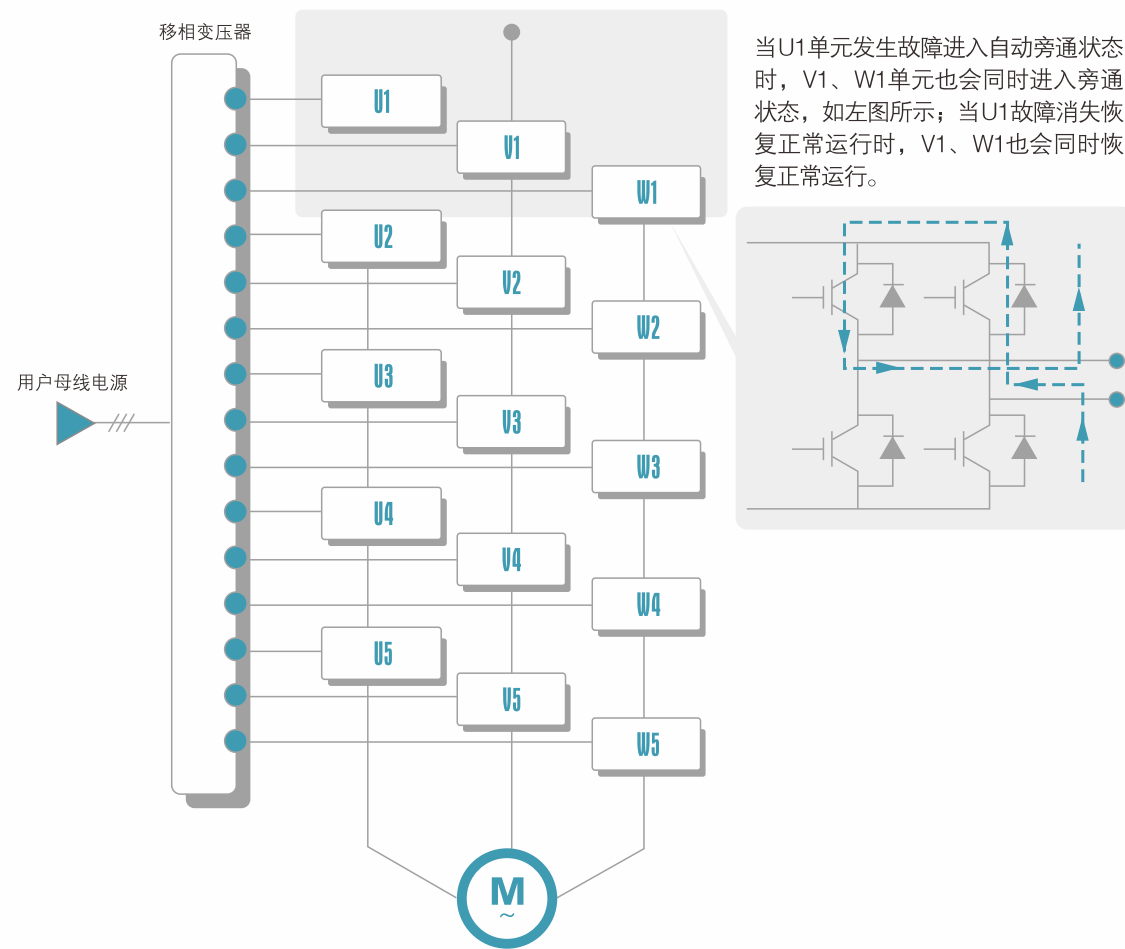 移相变压器
当U1单元发生故障进入自动旁通状态
时，V1、W1单元也会同时进入旁通
状态，如左图所示；当U1故障消失恢
复正常运行时，V1、W1也会同时恢
复正常运行。
U1
V1
W1
U2
V2
W2
用户母线电源
U3
V3
W3
U4
V4
W4
U5
V5
W5
M
~